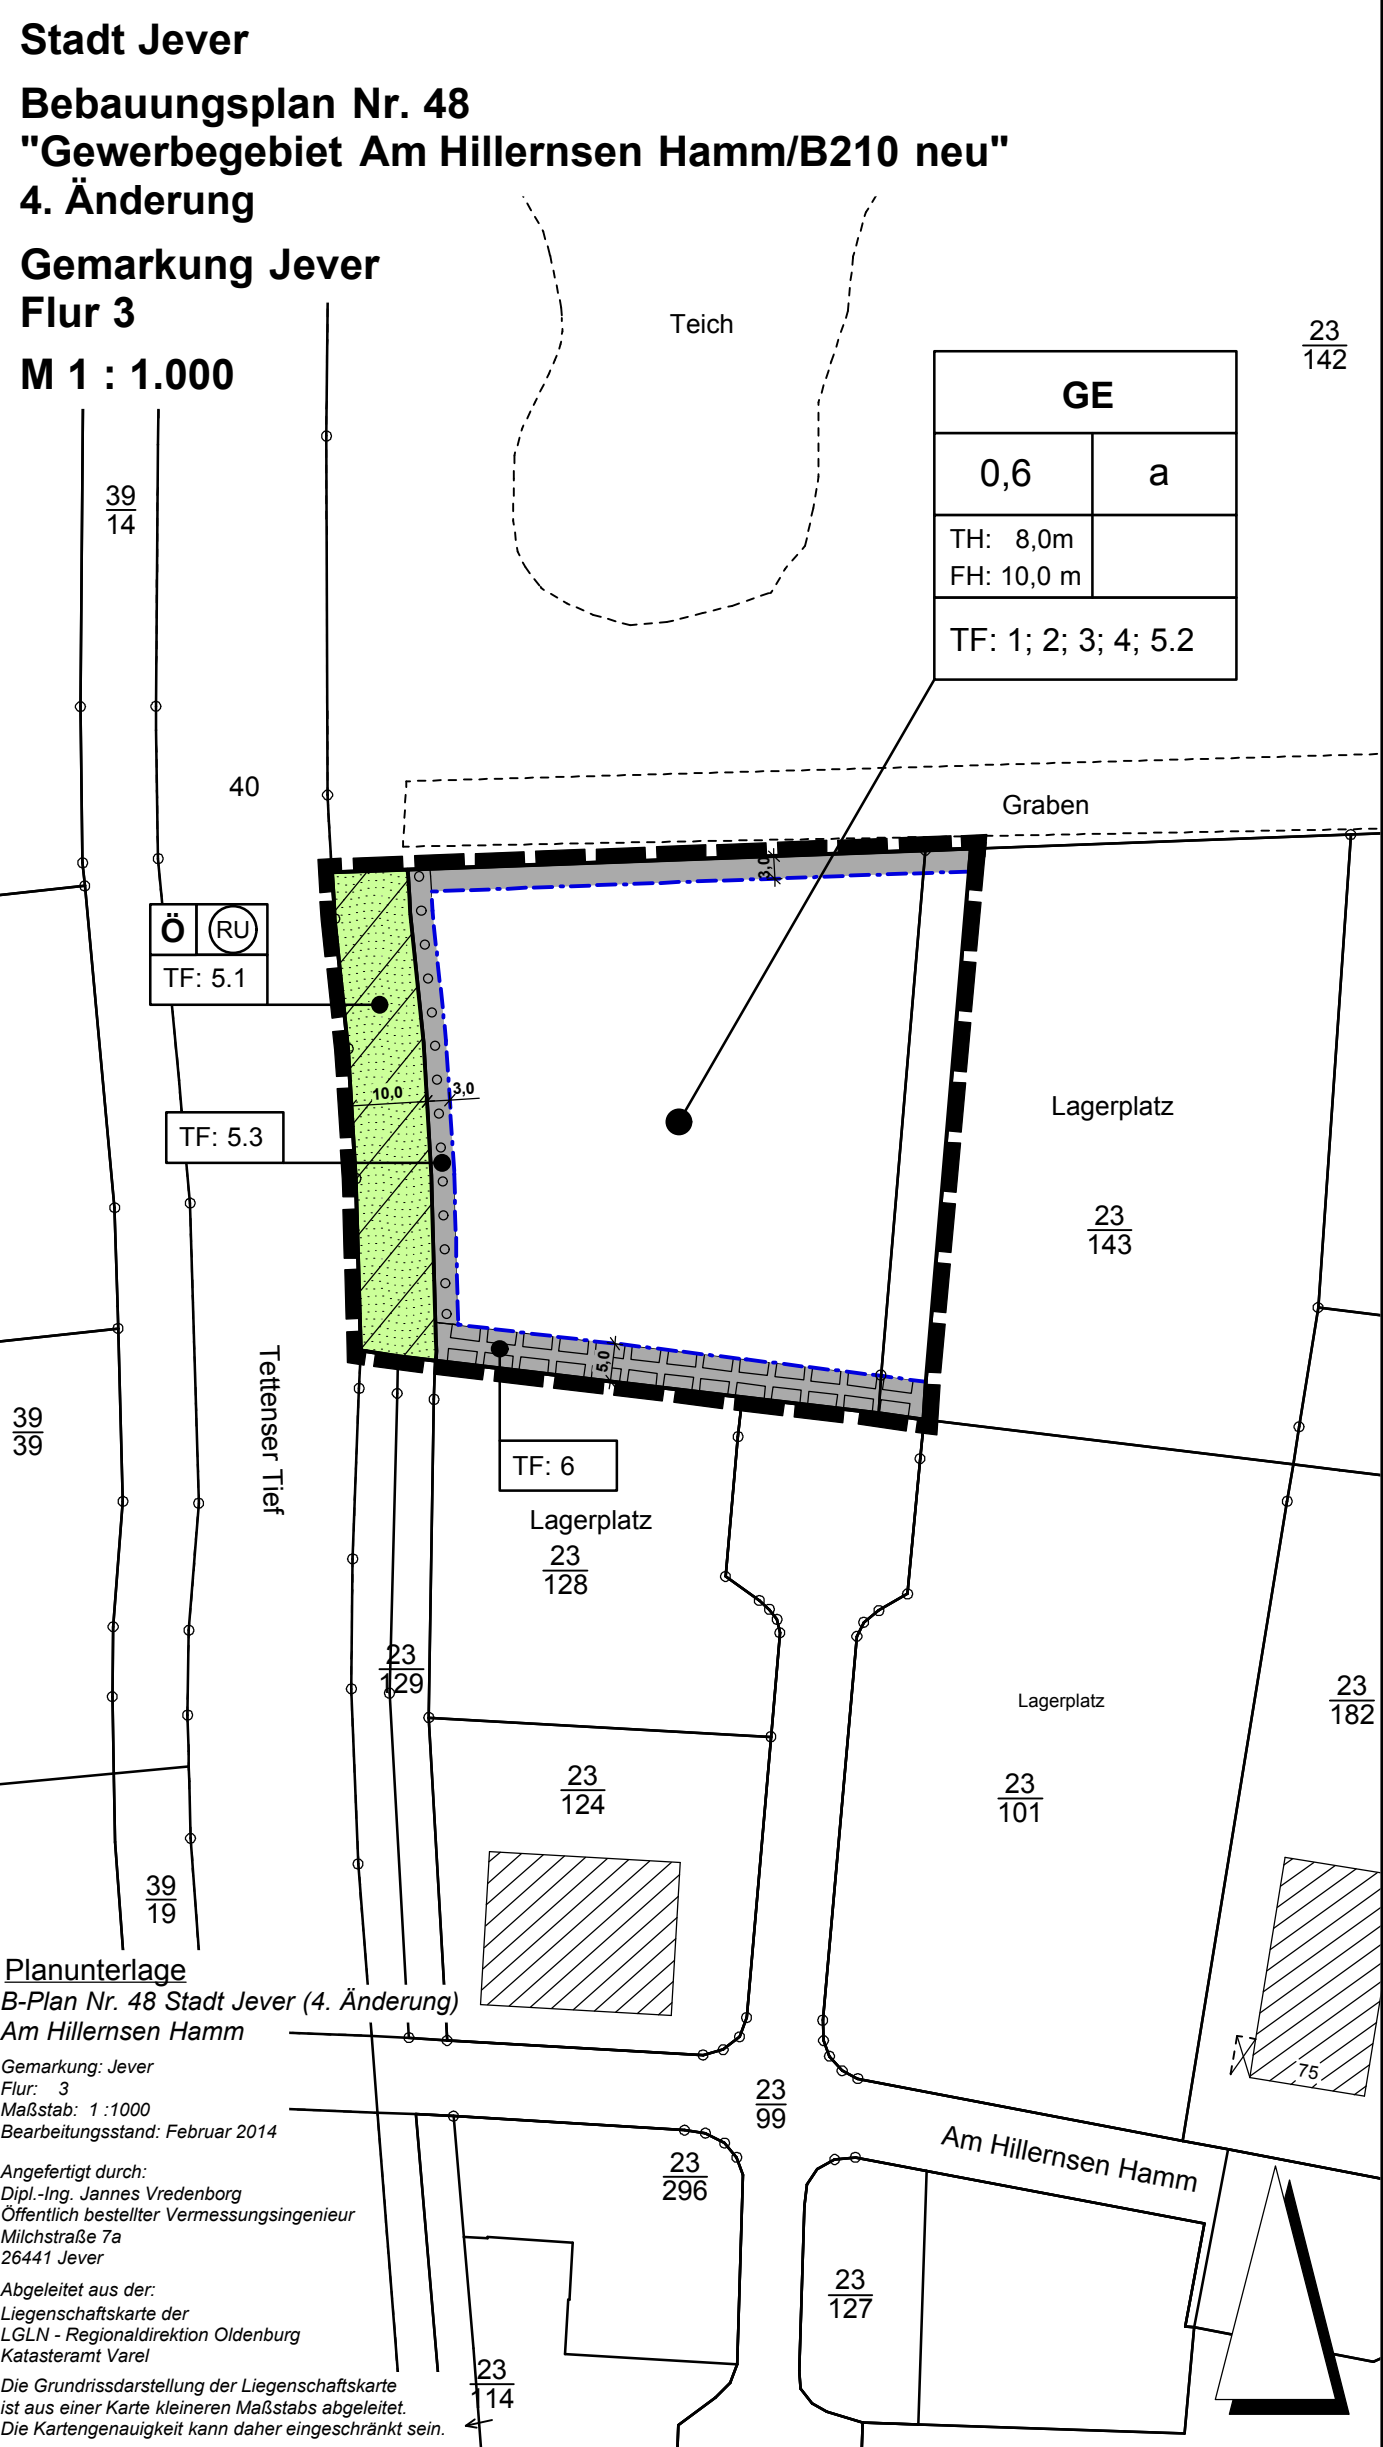 Stadt Jever
Bebauungsplan Nr. 48
"Gewerbegebiet Am Hillernsen Hamm/B210 neu"
4. Änderung
Gemarkung Jever
Flur 3
M 1 : 1.000
Teich
23
142
GE
0,6 a
TH: 8,0m
FH: 10,0 m
TF: 1; 2; 3; 4; 5.2
39
14
40
Graben
3,0
Ö RU
TF: 5.1
10,0 3,0
TF: 5.3
Lagerplatz
23
143
Tettenser Tief
5,0
39
39
TF: 6
Lagerplatz
23
128
23
129
Lagerplatz
23
182
23
124
23
101
39
19
Planunterlage
B-Plan Nr. 48 Stadt Jever (4. Änderung)
Am Hillernsen Hamm
Gemarkung: Jever
Flur: 3
Maßstab: 1 :1000
Bearbeitungsstand: Februar 2014
75
23
99
Am Hillernsen Hamm
23
296
Angefertigt durch:
Dipl.-Ing. Jannes Vredenborg
Öffentlich bestellter Vermessungsingenieur
Milchstraße 7a
26441 Jever
23
127
Abgeleitet aus der:
Liegenschaftskarte der
LGLN - Regionaldirektion Oldenburg
Katasteramt Varel
23
114
Die Grundrissdarstellung der Liegenschaftskarte
ist aus einer Karte kleineren Maßstabs abgeleitet.
Die Kartengenauigkeit kann daher eingeschränkt sein.